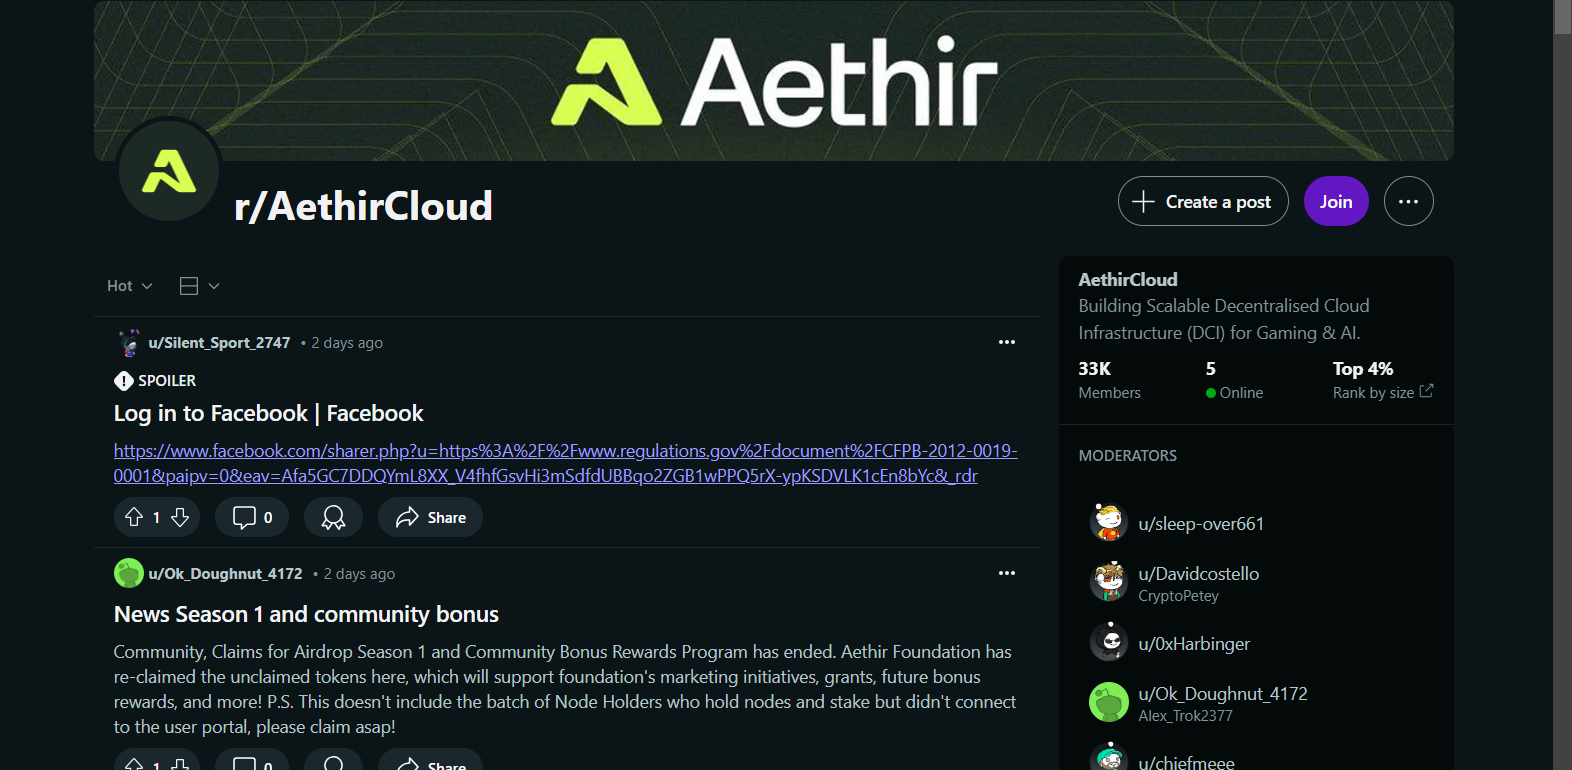 Aethir
r/AethirCloud
Create a post
Join
Hot
u/Silent_Sport_2747 • 2 days ago
SPOILER
Log in to Facebook | Facebook
https://www.facebook.com/sharer.php?u=https%3A%2F%2Fwww.regulations.gov%2Fdocument%2FCFPB-2012-0019-
0001&paipv=0&eav=Afa5GC7DDQYmL8XX_V4fhfGsvHi3mSdfdUBBqo2ZGB1wPPQ5rX-ypKSDVLK1cEn8bYc&_rdr
1
0
Share
u/Ok_Doughnut_4172 • 2 days ago
News Season 1 and community bonus
Community, Claims for Airdrop Season 1 and Community Bonus Rewards Program has ended. Aethir Foundation has
re-claimed the unclaimed tokens here, which will support foundation's marketing initiatives, grants, future bonus
rewards, and more! P.S. This doesn't include the batch of Node Holders who hold nodes and stake but didn't connect
to the user portal, please claim asap!
1
0
Share
AethirCloud
Building Scalable Decentralised Cloud
Infrastructure (DCI) for Gaming & AI.
33K
5
Top 4%
Members
Online
Rank by size
MODERATORS
u/sleep-over661
u/Davidcostello
CryptoPetey
u/0xHarbinger
u/Ok_Doughnut_4172
Alex_Trok2377
u/chiefmeee